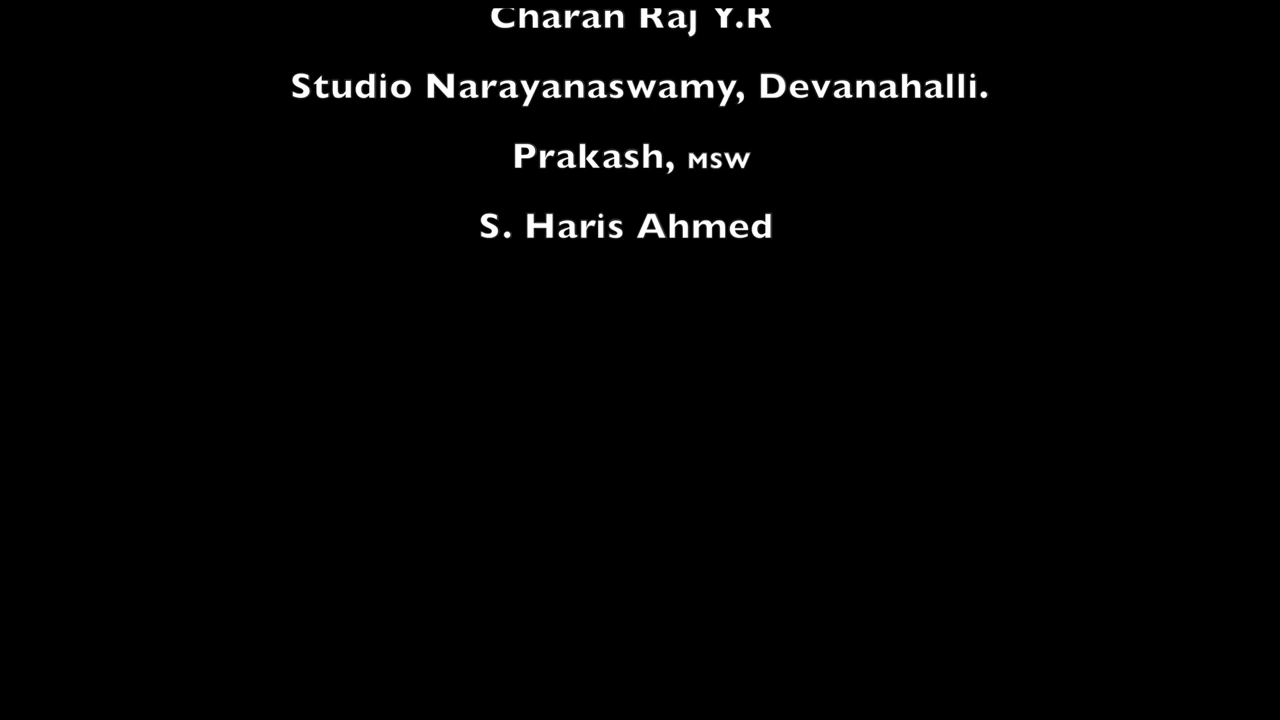 Charan Raj Y.R
Studio Narayanaswamy, Devanahalli.
Prakash, MSW
S. Haris Ahmed